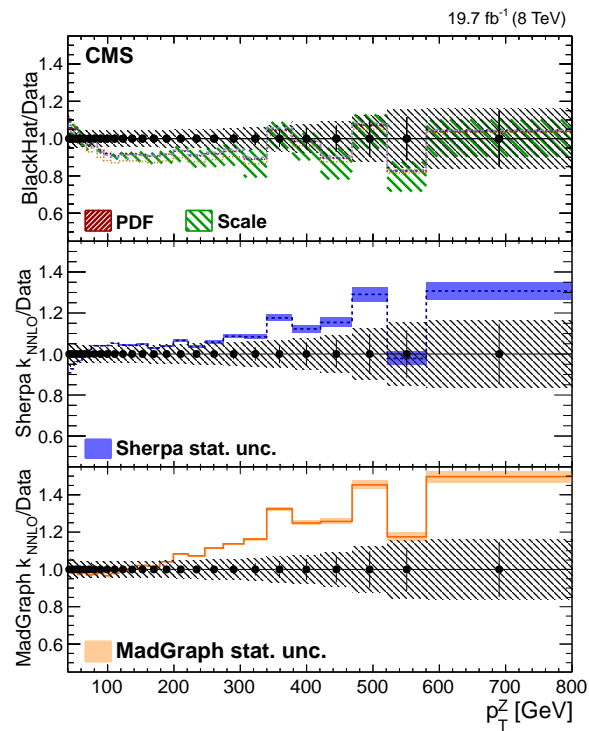 19.7 fb⁻¹ (8 TeV)
CMS
BlackHat/Data
1.4
1.2
1.0
0.8
0.6
PDF
Scale
Sherpa k_NNLO/Data
1.4
1.2
1.0
0.8
0.6
Sherpa stat. unc.
MadGraph k_NNLO/Data
1.4
1.2
1.0
0.8
0.6
MadGraph stat. unc.
100 200 300 400 500 600 700 800
p_T^Z [GeV]